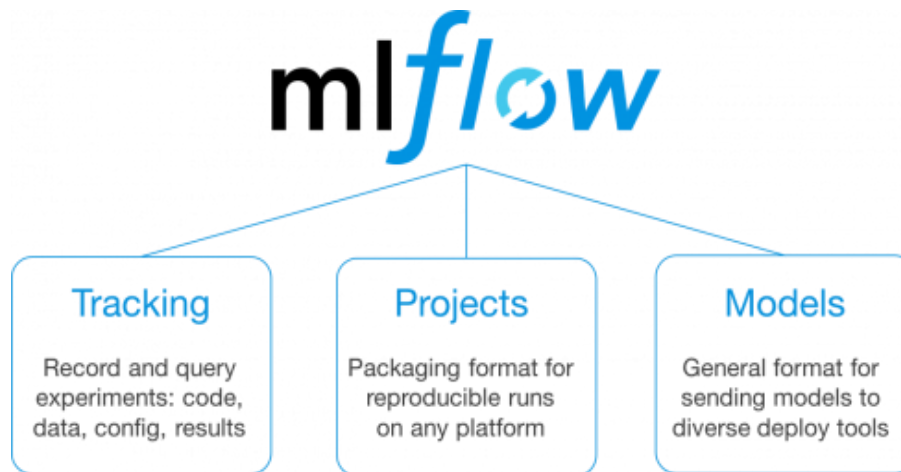 mlflow
Tracking
Record and query
experiments: code,
data, config, results
Projects
Packaging format for
reproducible runs
on any platform
Models
General format for
sending models to
diverse deploy tools